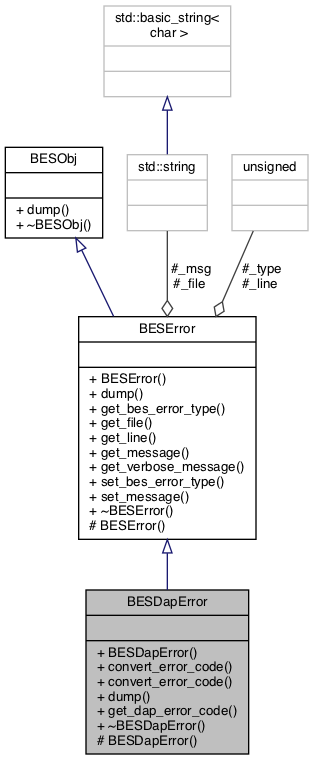 std::basic_string<
char >
BESObj
+ dump()
+ ~BESObj()
std::string
unsigned
#_msg
#_file
#_type
#_line
BESError
+ BESError()
+ dump()
+ get_bes_error_type()
+ get_file()
+ get_line()
+ get_message()
+ get_verbose_message()
+ set_bes_error_type()
+ set_message()
+ ~BESError()
# BESError()
BESDapError
+ BESDapError()
+ convert_error_code()
+ convert_error_code()
+ dump()
+ get_dap_error_code()
+ ~BESDapError()
# BESDapError()